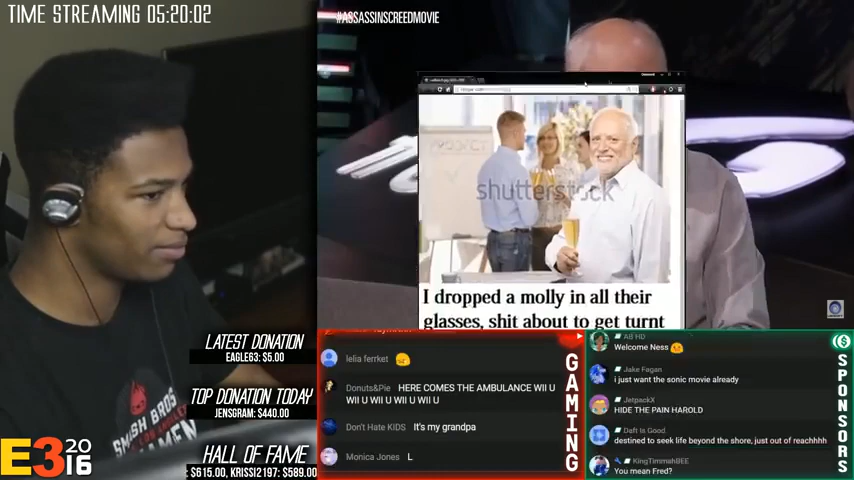 TIME STREAMING 05:20:02
#ASSASSINSCREEDMOVIE
PRODUCT
shutterstock
I dropped a molly in all their
glasses, shit about to get turnt
LATEST DONATION
EAGLE63: $5.00
TOP DONATION TODAY
JENSGRAM: $440.00
HALL OF FAME
: $615.00, KRISSI2197: $589.00
E3 2016
SMASH BROS
lelia ferrket
Donuts&Pie HERE COMES THE AMBULANCE WII U
WII U WII U WII U WII U
Don't Hate KIDS It's my grandpa
Monica Jones L
GAMING
AB HD
Welcome Ness
Jake Fagan
i just want the sonic movie already
JetpackX
HIDE THE PAIN HAROLD
Daft Is Good
destined to seek life beyond the shore, just out of reachhhh
KingTimmahBEE
You mean Fred?
SPONSORS